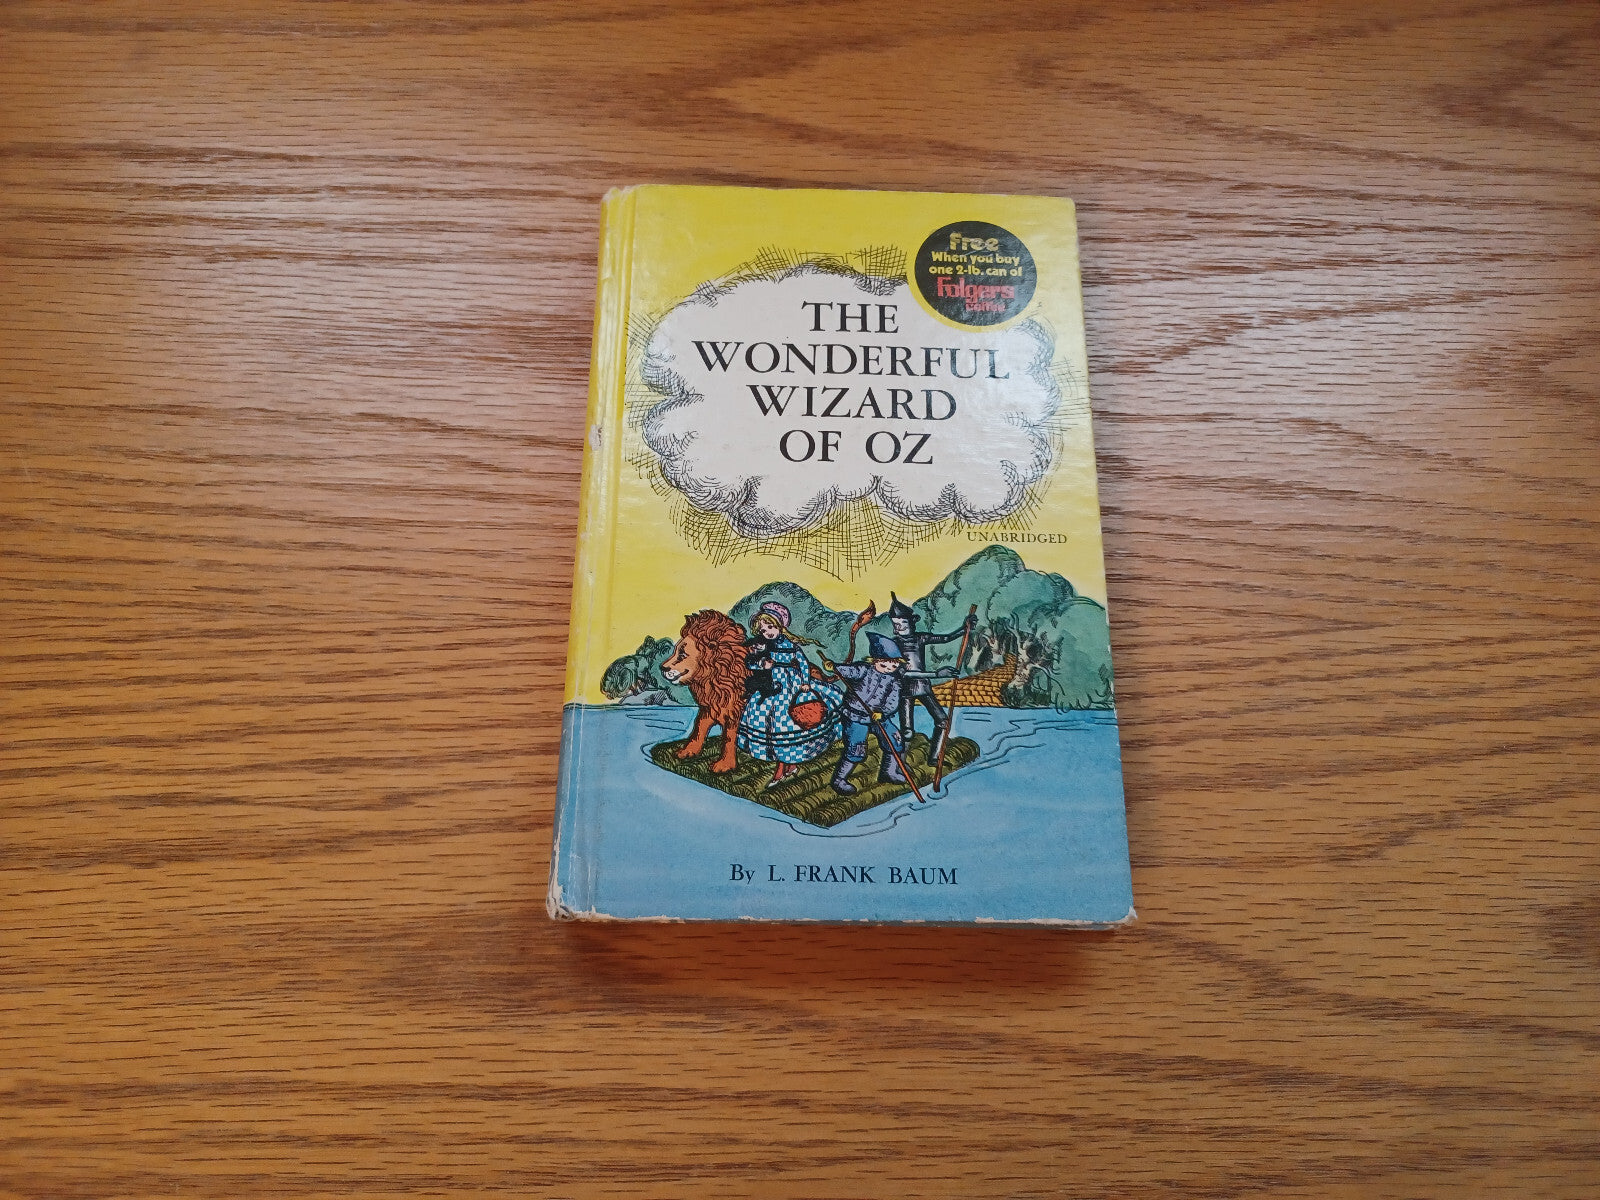 Free
When you buy
one 2-lb. can of
Folgers
coffee
THE
WONDERFUL
WIZARD
OF OZ
UNABRIDGED
By L. FRANK BAUM